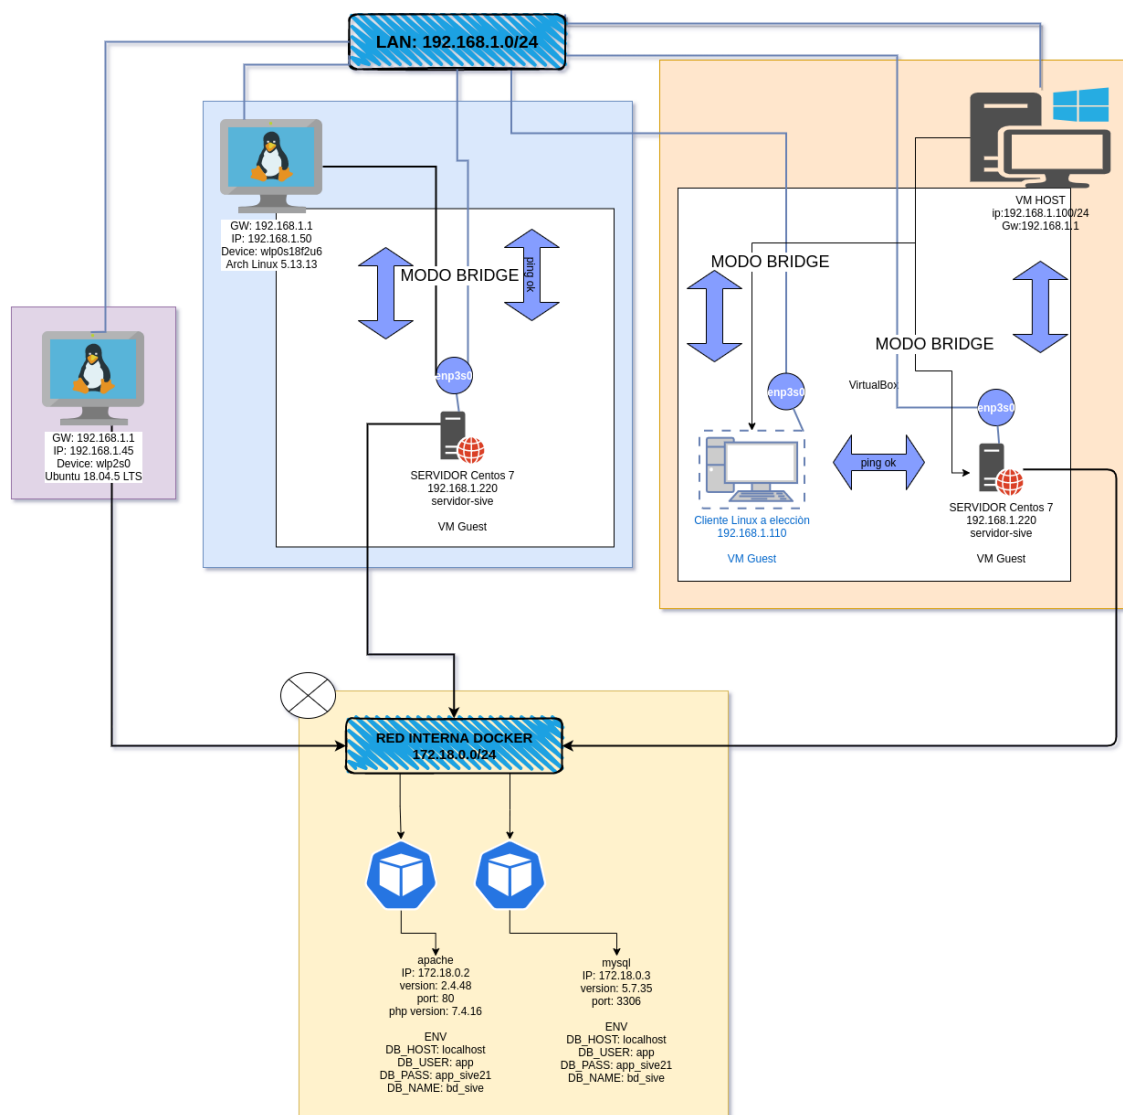 LAN: 192.168.1.0/24
GW: 192.168.1.1
IP: 192.168.1.50
Device: wlp0s18f2u6
Arch Linux 5.13.13
MODO BRIDGE
ping ok
enp3s0
SERVIDOR Centos 7
192.168.1.220
servidor-sive
VM Guest
GW: 192.168.1.1
IP: 192.168.1.45
Device: wlp2s0
Ubuntu 18.04.5 LTS
VM HOST
ip:192.168.1.100/24
Gw:192.168.1.1
MODO BRIDGE
MODO BRIDGE
VirtualBox
enp3s0
enp3s0
ping ok
Cliente Linux a elecciòn
192.168.1.110
VM Guest
SERVIDOR Centos 7
192.168.1.220
servidor-sive
VM Guest
RED INTERNA DOCKER
172.18.0.0/24
apache
IP: 172.18.0.2
version: 2.4.48
port: 80
php version: 7.4.16
ENV
DB_HOST: localhost
DB_USER: app
DB_PASS: app_sive21
DB_NAME: bd_sive
mysql
IP: 172.18.0.3
version: 5.7.35
port: 3306
ENV
DB_HOST: localhost
DB_USER: app
DB_PASS: app_sive21
DB_NAME: bd_sive